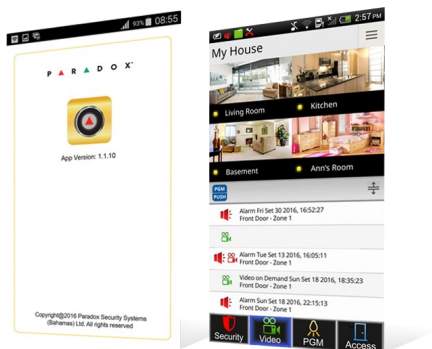 93% 08:55
PARADOX™
App Version: 1.1.10
Copyright@2016 Paradox Security Systems
(Bahamas) Ltd. All rights reserved
2:57 PM
My House
Living Room
Kitchen
Basement
Ann's Room
PGM
PUSH
Alarm Fri Set 30 2016, 16:52:27
Front Door - Zone 1
Alarm Tue Set 13 2016, 16:05:11
Front Door - Zone 1
Video on Demand Sun Set 18 2016, 18:35:23
Front Door - Zone 1
Alarm Sun Set 18 2016, 22:15:13
Front Door - Zone 1
Security
Video
PGM
Access